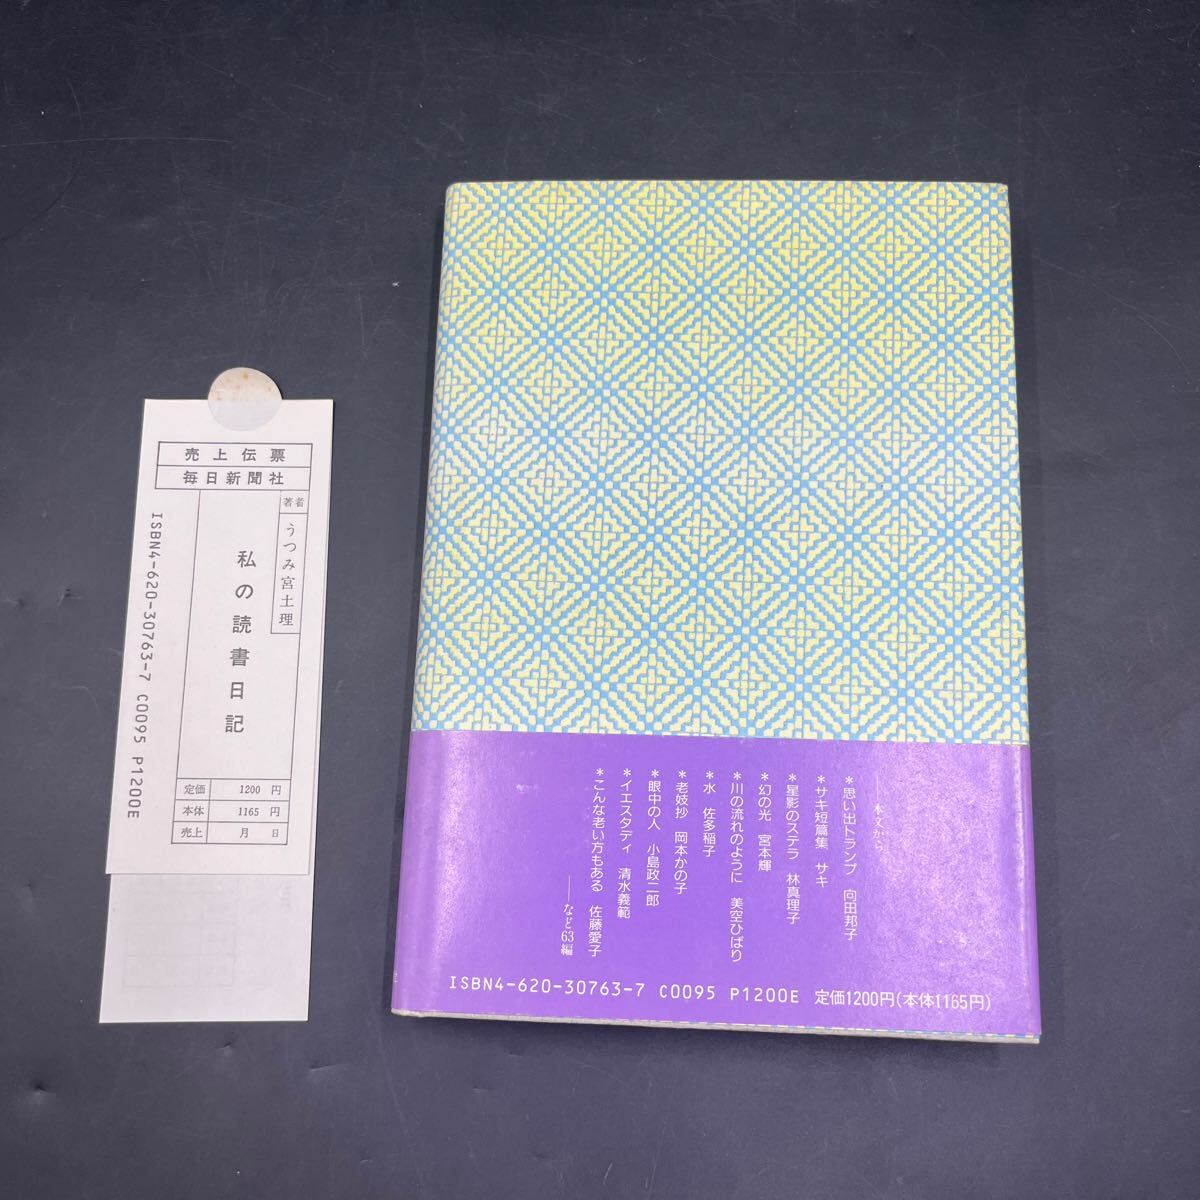 売上伝票
毎日新聞社
著者
うつみ宮土理
私の読書日記
定価 1200 円
本体 1165 円
売上 月 日
ISBN4-620-30763-7 C0095 P1200E
──本文から
*思い出トランプ 向田邦子
*サキ短篇集 サキ
*星影のステラ 林真理子
*幻の光 宮本輝
*川の流れのように 美空ひばり
*水 佐多稲子
*老妓抄 岡本かの子
*眼中の人 小島政二郎
*イエスタディ 清水義範
*こんな老い方もある 佐藤愛子
──など63編
ISBN4-620-30763-7 C0095 P1200E 定価1200円(本体1165円)